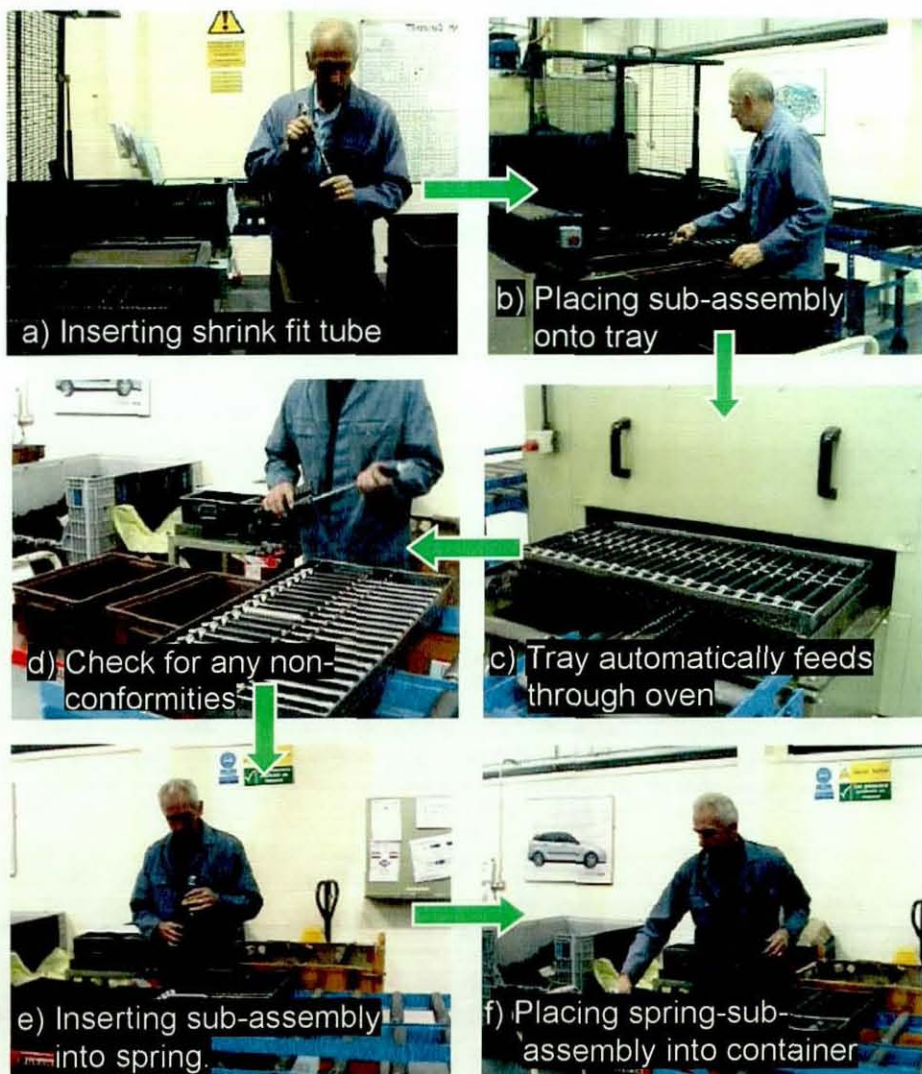 a) Inserting shrink fit tube
b) Placing sub-assembly
onto tray
c) Tray automatically feeds
through oven
d) Check for any non-
conformities
e) Inserting sub-assembly
into spring.
f) Placing spring-sub-
assembly into container